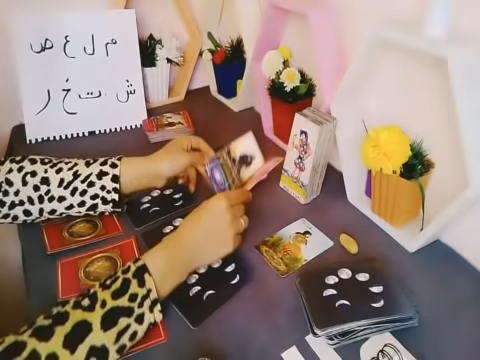 م ل ع ص
ش ت خ ر